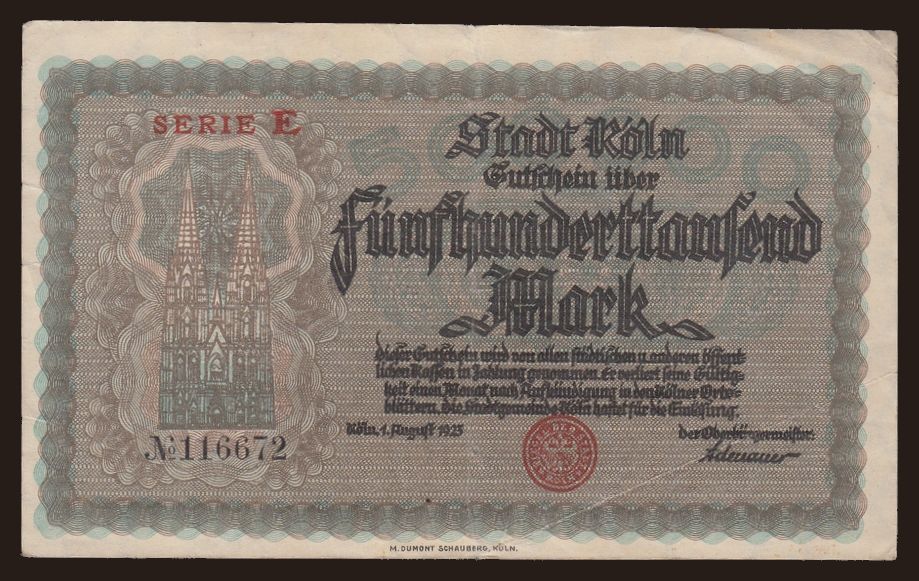 SERIE E
Stadt Köln
Gutschein über
Fünfhunderttausend
Mark
Dieser Gutschein wird von allen städtischen u. anderen öffent-
lichen Kassen in Zahlung genommen. Er verliert seine Gültig-
keit einen Monat nach Aufkündigung in den Kölner Orts-
blättern. Die Stadtgemeinde Köln haftet für die Einlösung.
Köln, 1. August 1923
der Oberbürgermeister:
Adenauer
№ 116672
M. DUMONT SCHAUBERG, KÖLN.